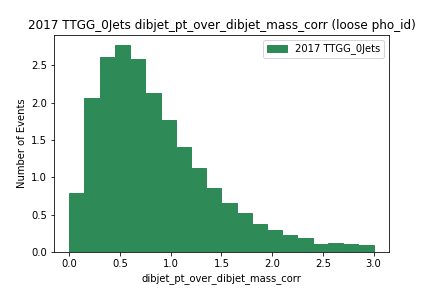 2017 TTGG_0Jets dibjet_pt_over_dibjet_mass_corr (loose pho_id)
2017 TTGG_0Jets
Number of Events
2.5
2.0
1.5
1.0
0.5
0.0
0.0 0.5 1.0 1.5 2.0 2.5 3.0
dibjet_pt_over_dibjet_mass_corr